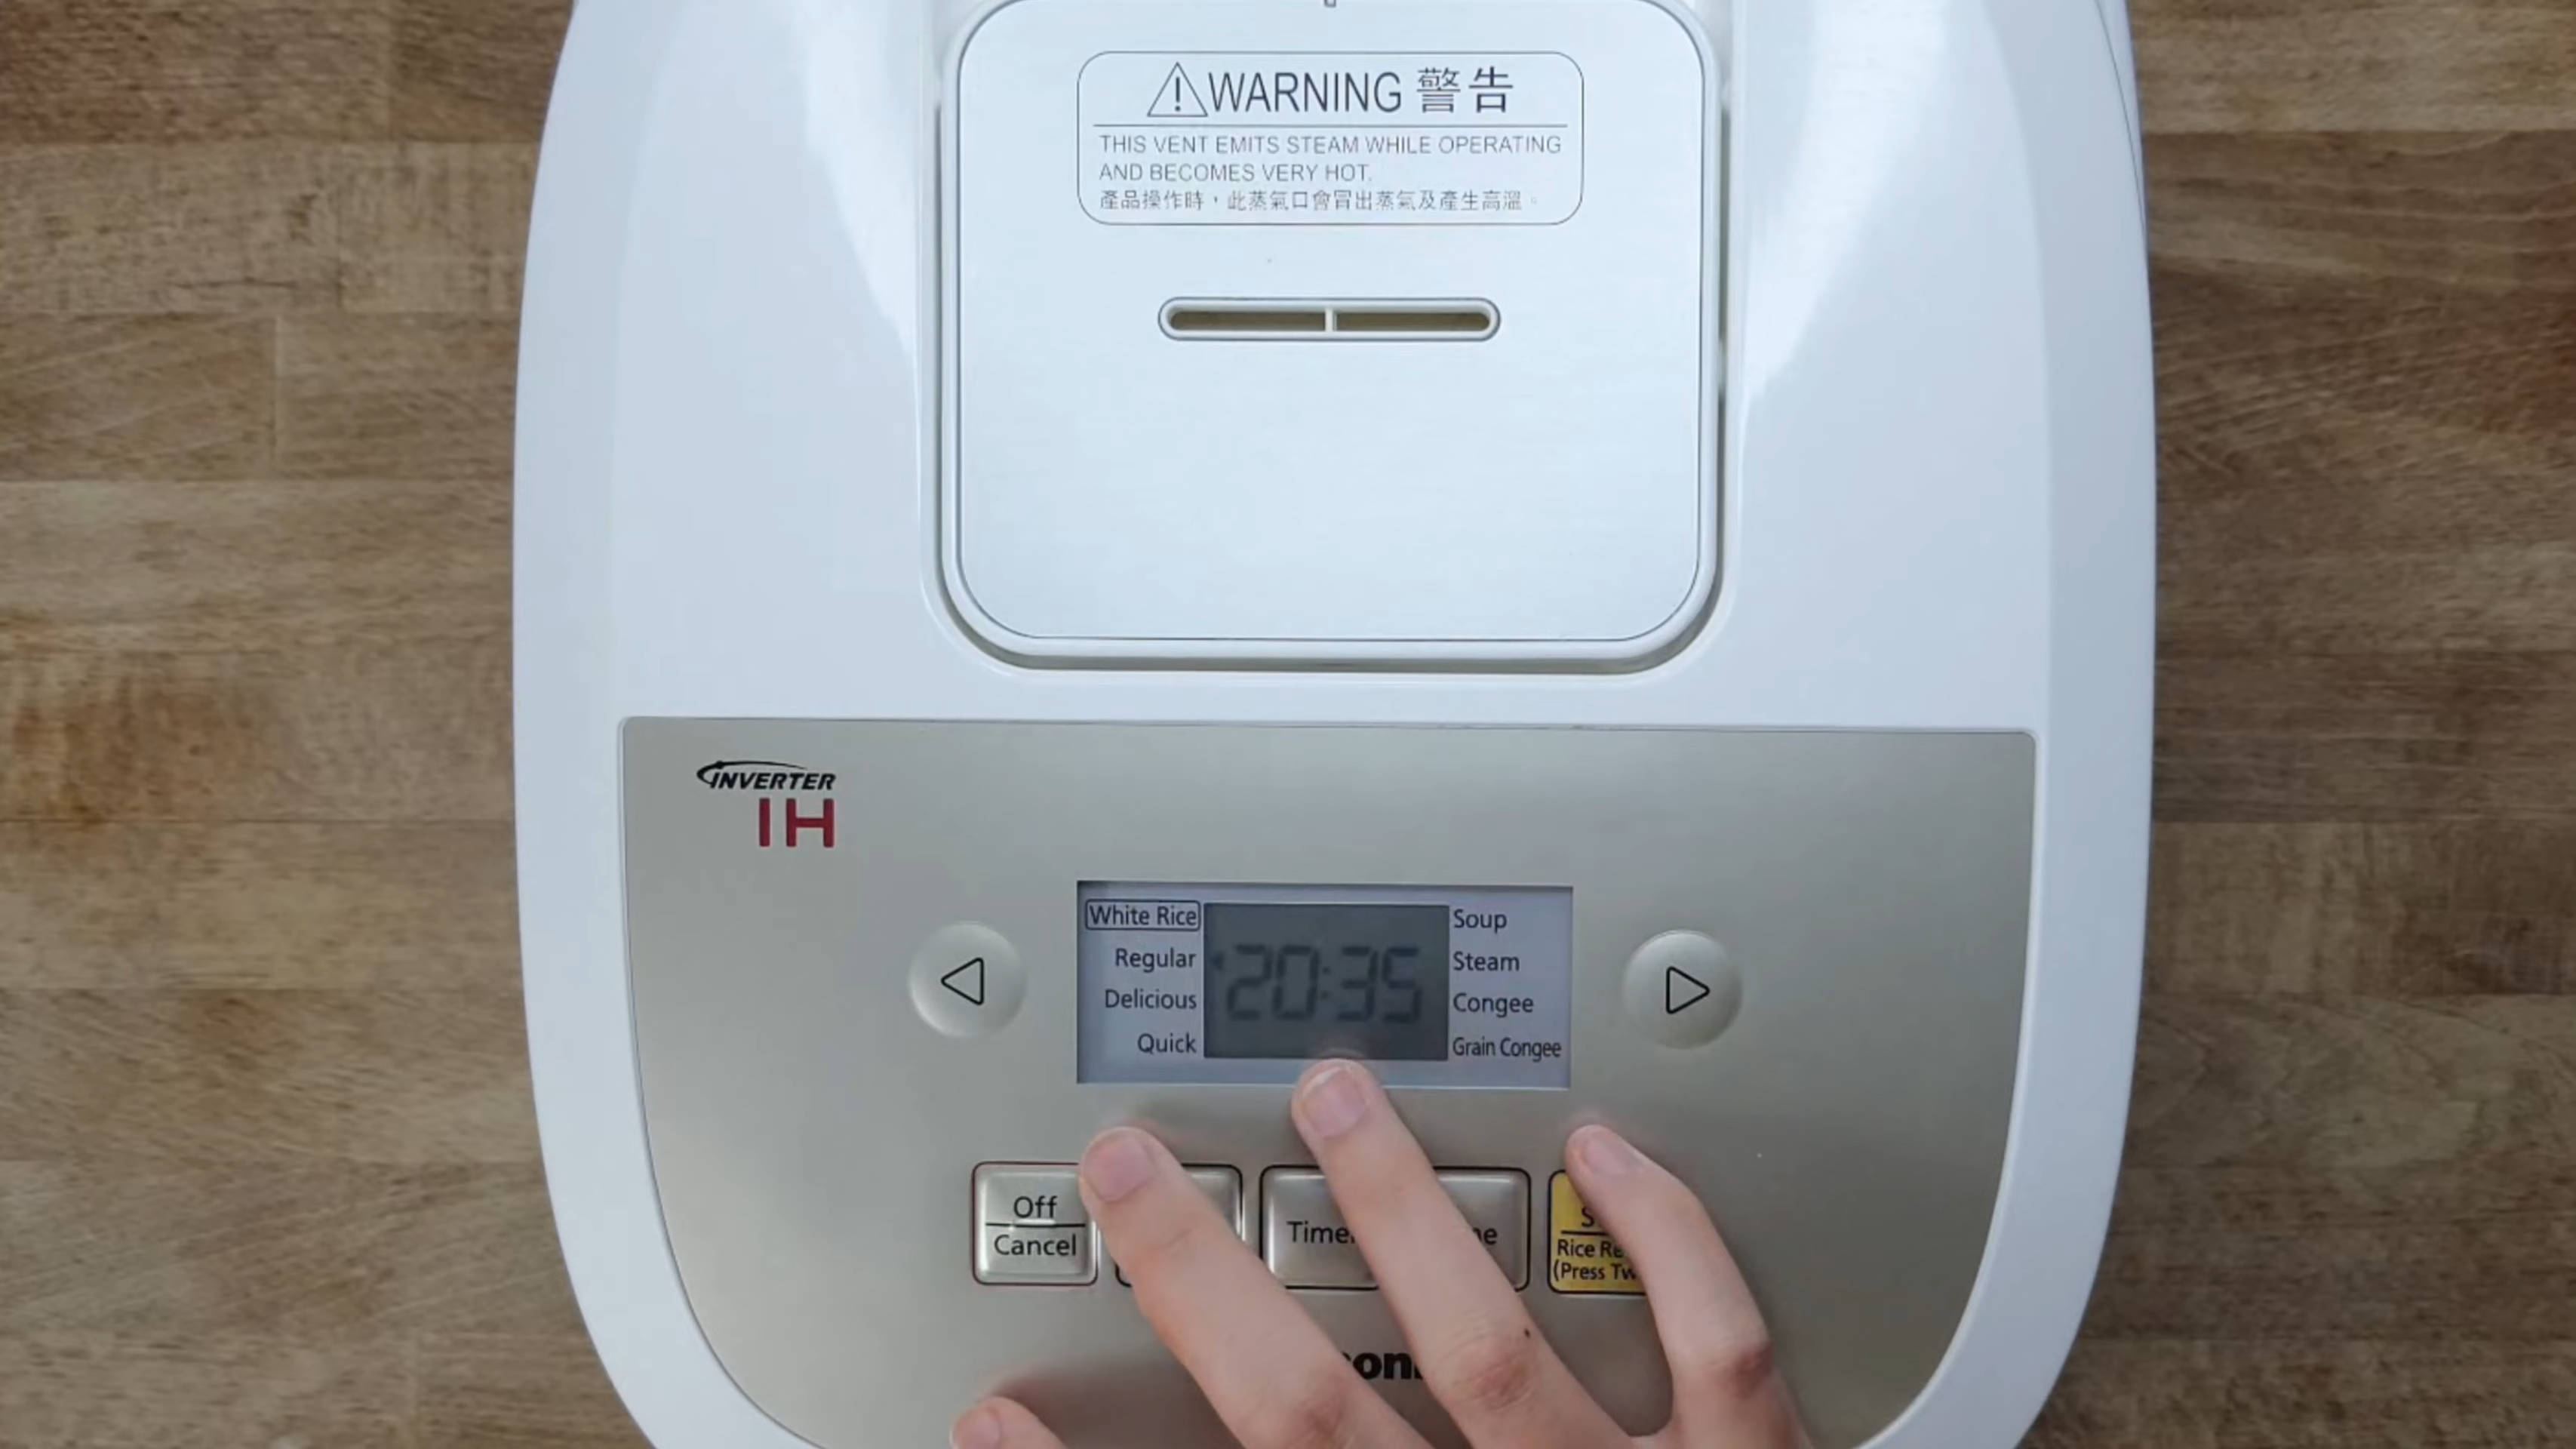 WARNING 警告
THIS VENT EMITS STEAM WHILE OPERATING
AND BECOMES VERY HOT.
產品操作時，此蒸氣口會冒出蒸氣及產生高溫。
INVERTER
IH
White Rice
Regular
Delicious
Quick
20:35
Soup
Steam
Congee
Grain Congee
Off
Cancel
Rice
(Press